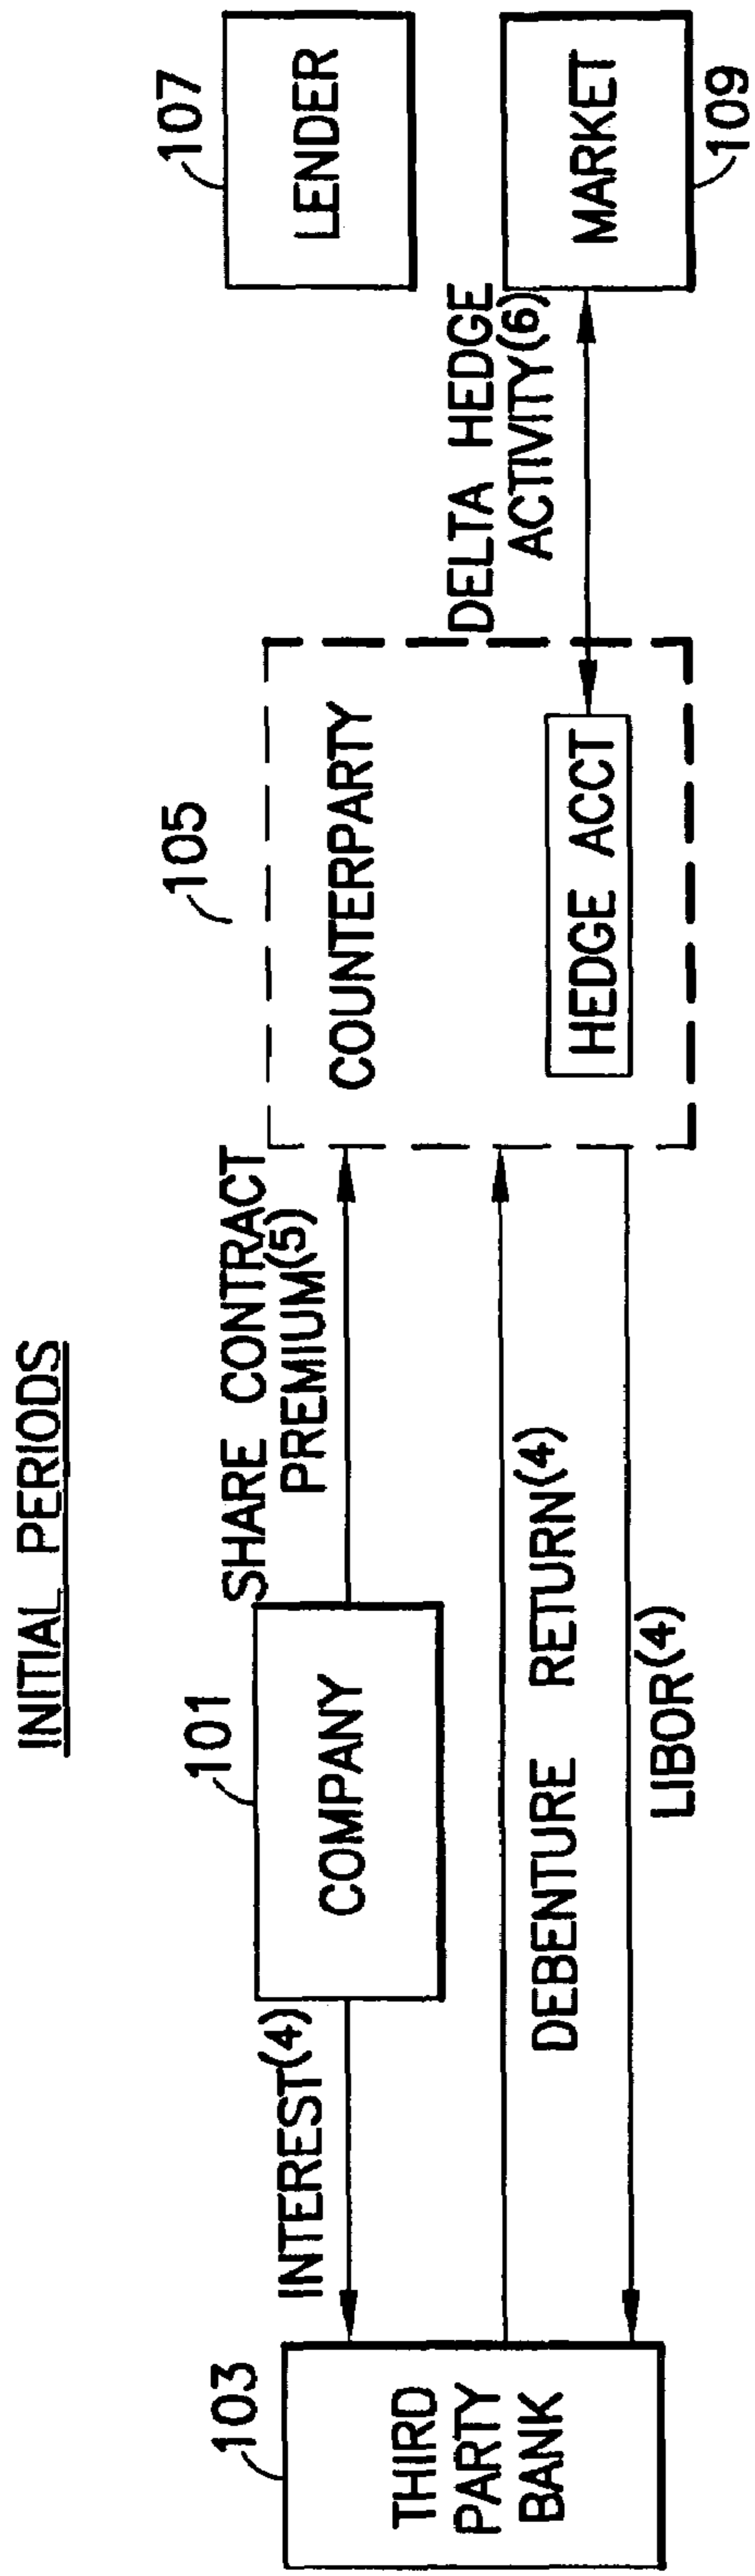 INITIAL PERIODS
103
THIRD
PARTY
BANK
INTEREST(4)
101
COMPANY
SHARE CONTRACT
PREMIUM(5)
DEBENTURE RETURN(4)
LIBOR(4)
105
COUNTERPARTY
HEDGE ACCT
DELTA HEDGE
ACTIVITY(6)
107
LENDER
MARKET
109